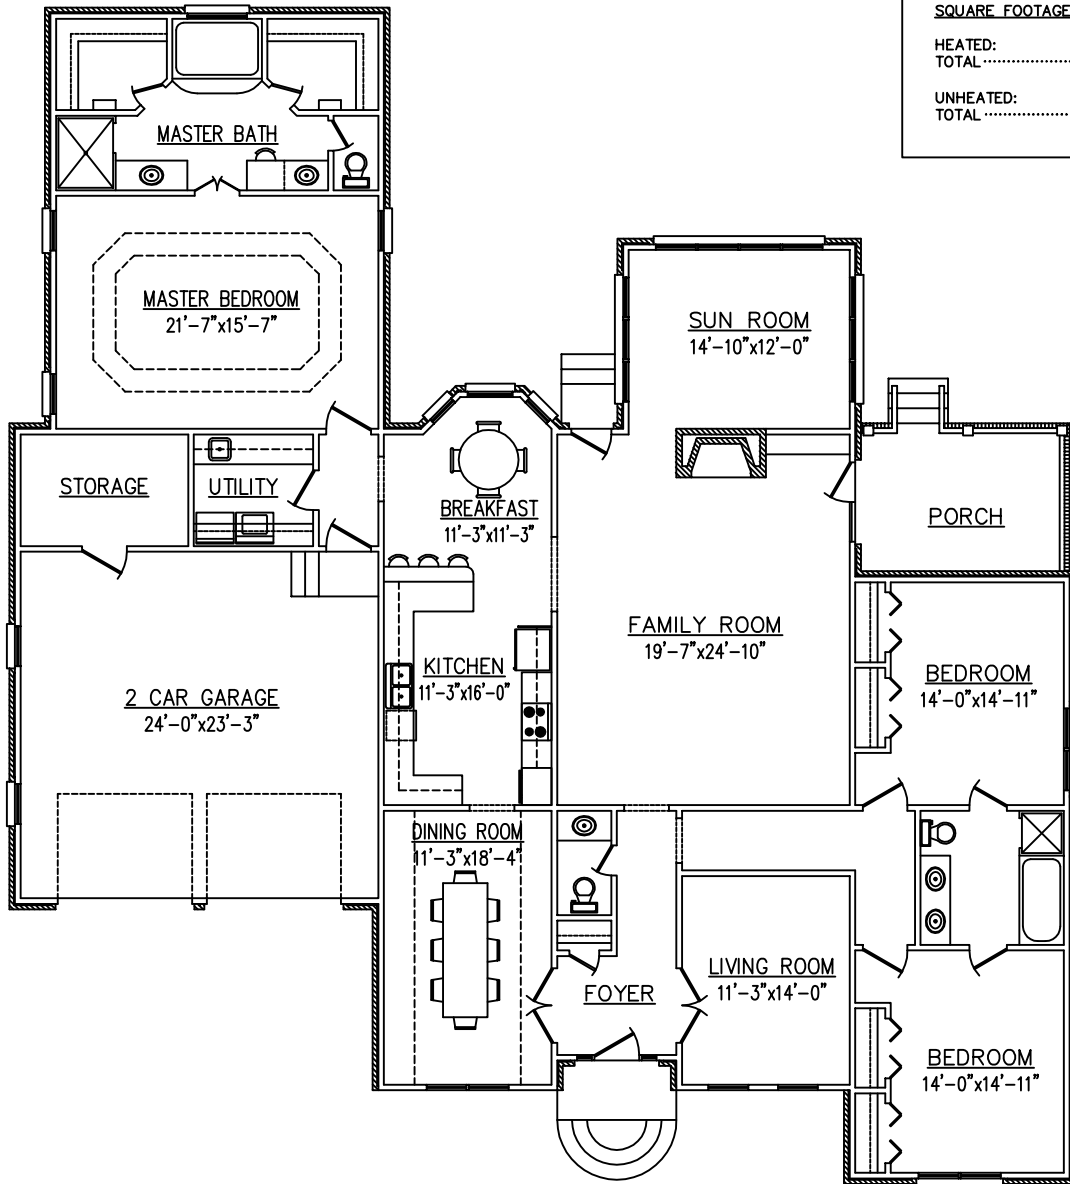 SQUARE FOOTAGE
HEATED:
TOTAL
UNHEATED:
TOTAL
MASTER BATH
MASTER BEDROOM
21'-7"x15'-7"
SUN ROOM
14'-10"x12'-0"
STORAGE
UTILITY
BREAKFAST
11'-3"x11'-3"
PORCH
FAMILY ROOM
19'-7"x24'-10"
KITCHEN
11'-3"x16'-0"
BEDROOM
14'-0"x14'-11"
2 CAR GARAGE
24'-0"x23'-3"
DINING ROOM
11'-3"x18'-4"
LIVING ROOM
11'-3"x14'-0"
FOYER
BEDROOM
14'-0"x14'-11"